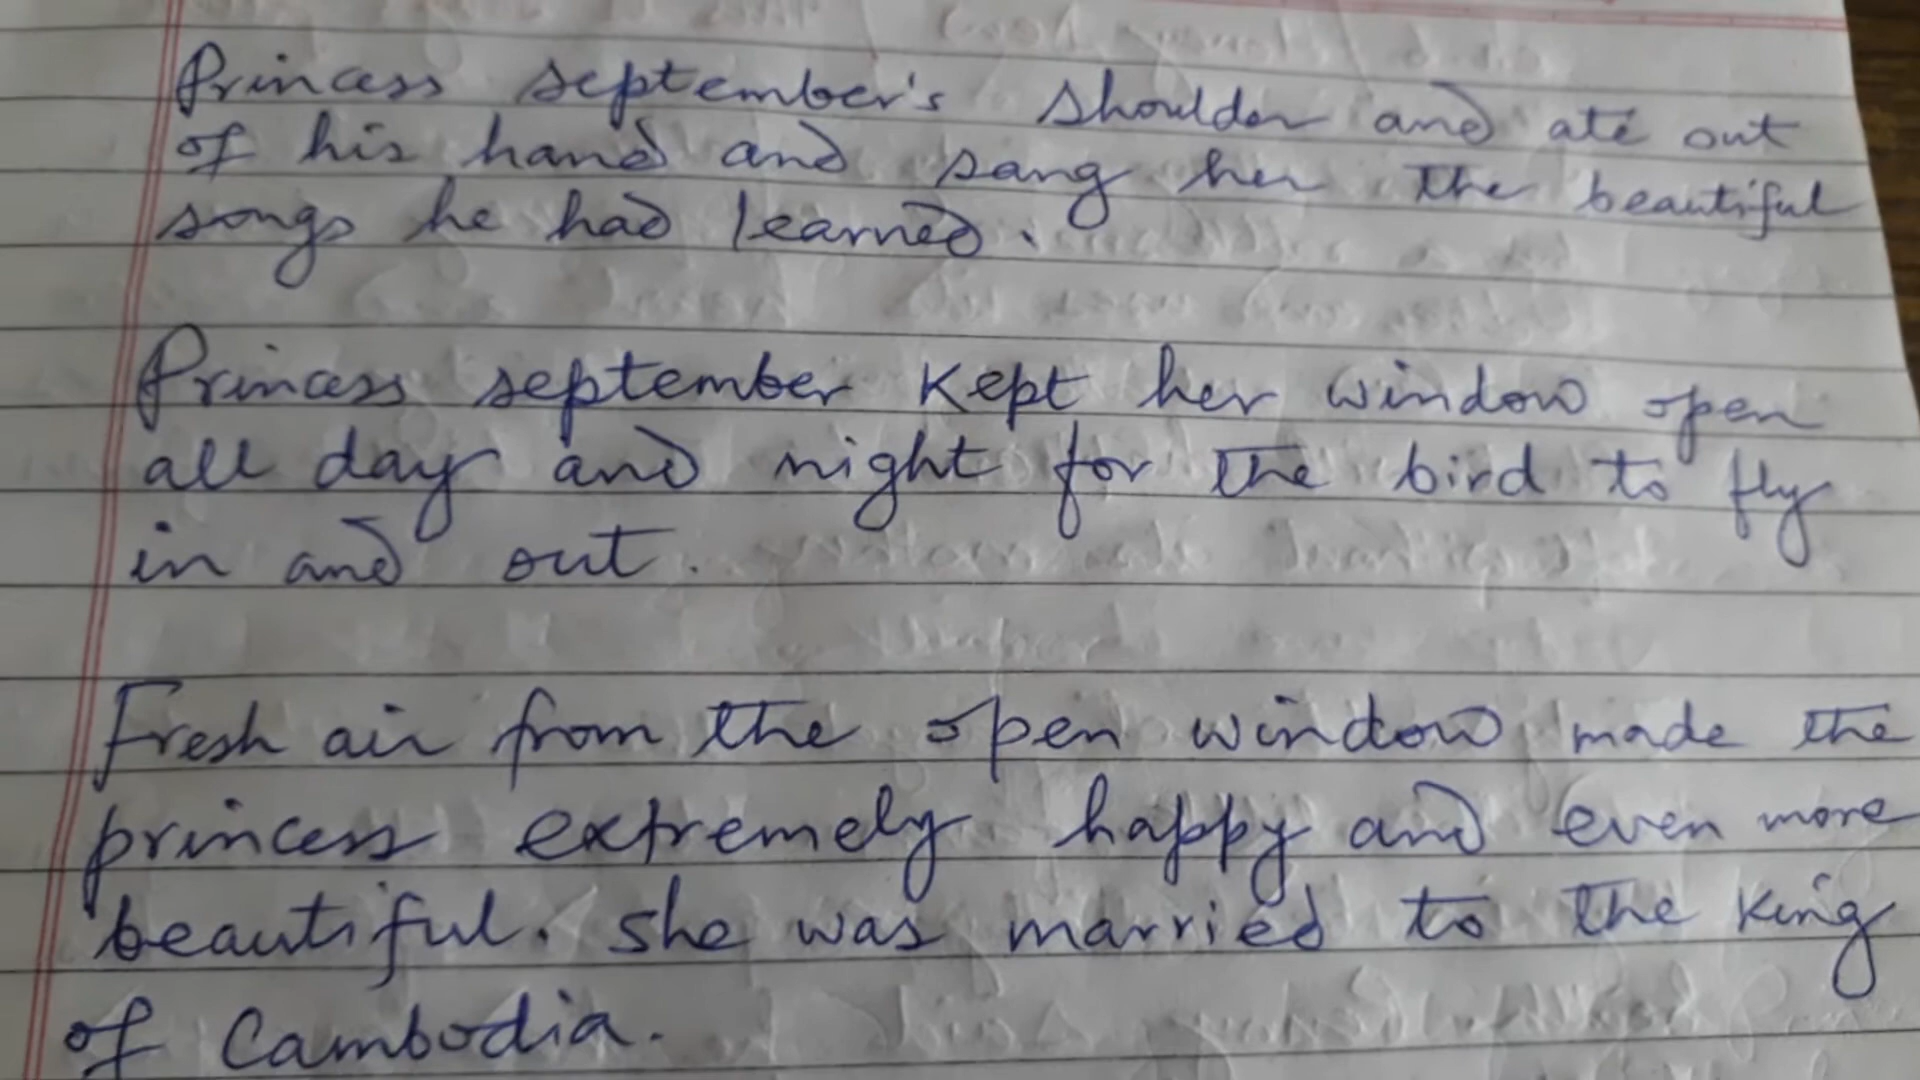 Princess september's shoulder and ate out
of his hand and sang her the beautiful
songs he had learned.
Princess september kept her window open
all day and night for the bird to fly
in and out.
Fresh air from the open window made the
princess extremely happy and even more
beautiful. she was married to the king
of Cambodia.